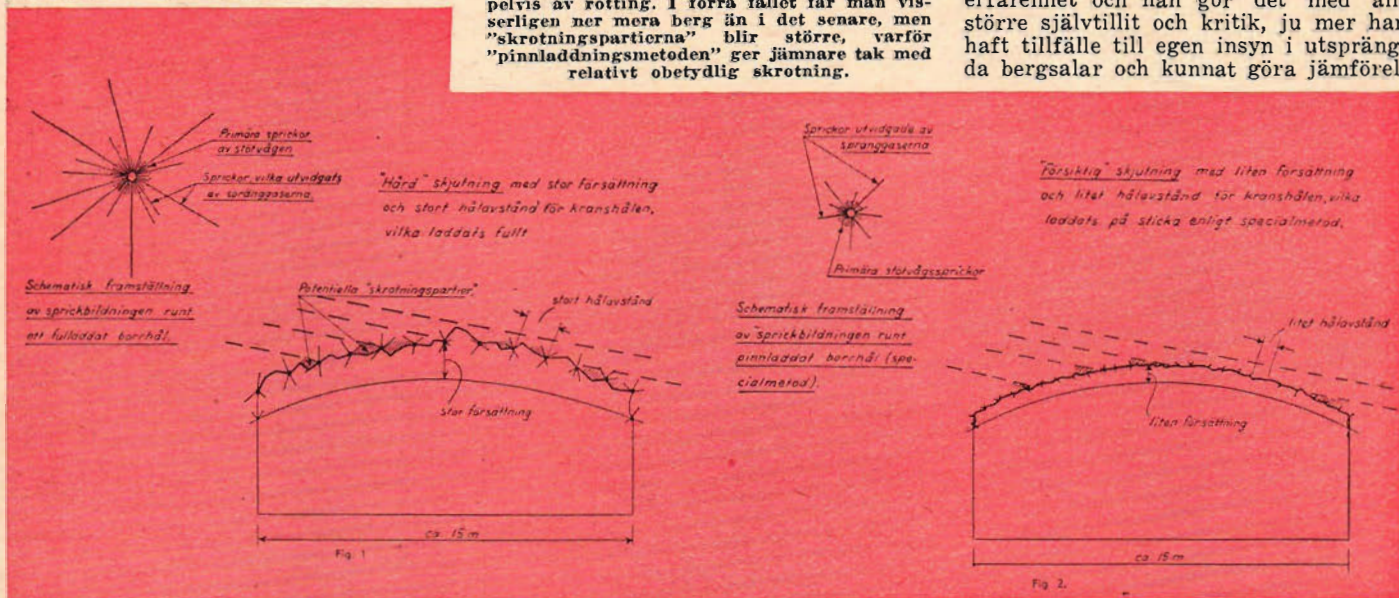 pelvis av rotting. I förra fallet får man vis-
serligen ner mera berg än i det senare, men
"skrotningspartierna" blir större, varför
"pinnladdningsmetoden" ger jämnare tak med
relativt obetydlig skrotning.
erfarenhet och han gör det med
större självtillit och kritik, ju mer ha
haft tillfälle till egen insyn i utspräng
da bergsalar och kunnat göra jämförel
Primära sprickor
av stötvågen
Sprickor, vilka utvidgats
av spränggaserna.
"Hård" skjutning med stor försättning
och stort hålavstånd för kranshålen,
vilka laddats fullt
Schematisk framställning
av sprickbildningen runt
ett fulladdat borrhål.
Potentiella "skrotningspartier"
stort hålavstånd
stor försättning
ca. 15 m
Fig. 1
Sprickor utvidgade av
spränggaserna
Primära stötvågssprickor
"Försiktig" skjutning med liten försättning
och litet hålavstånd för kranshålen, vilka
laddats på sticka enligt specialmetod.
Schematisk framställning
av sprickbildningen runt
pinnladdat borrhål (spe-
cialmetod).
litet hålavstånd
liten försättning
ca. 15 m
Fig. 2.